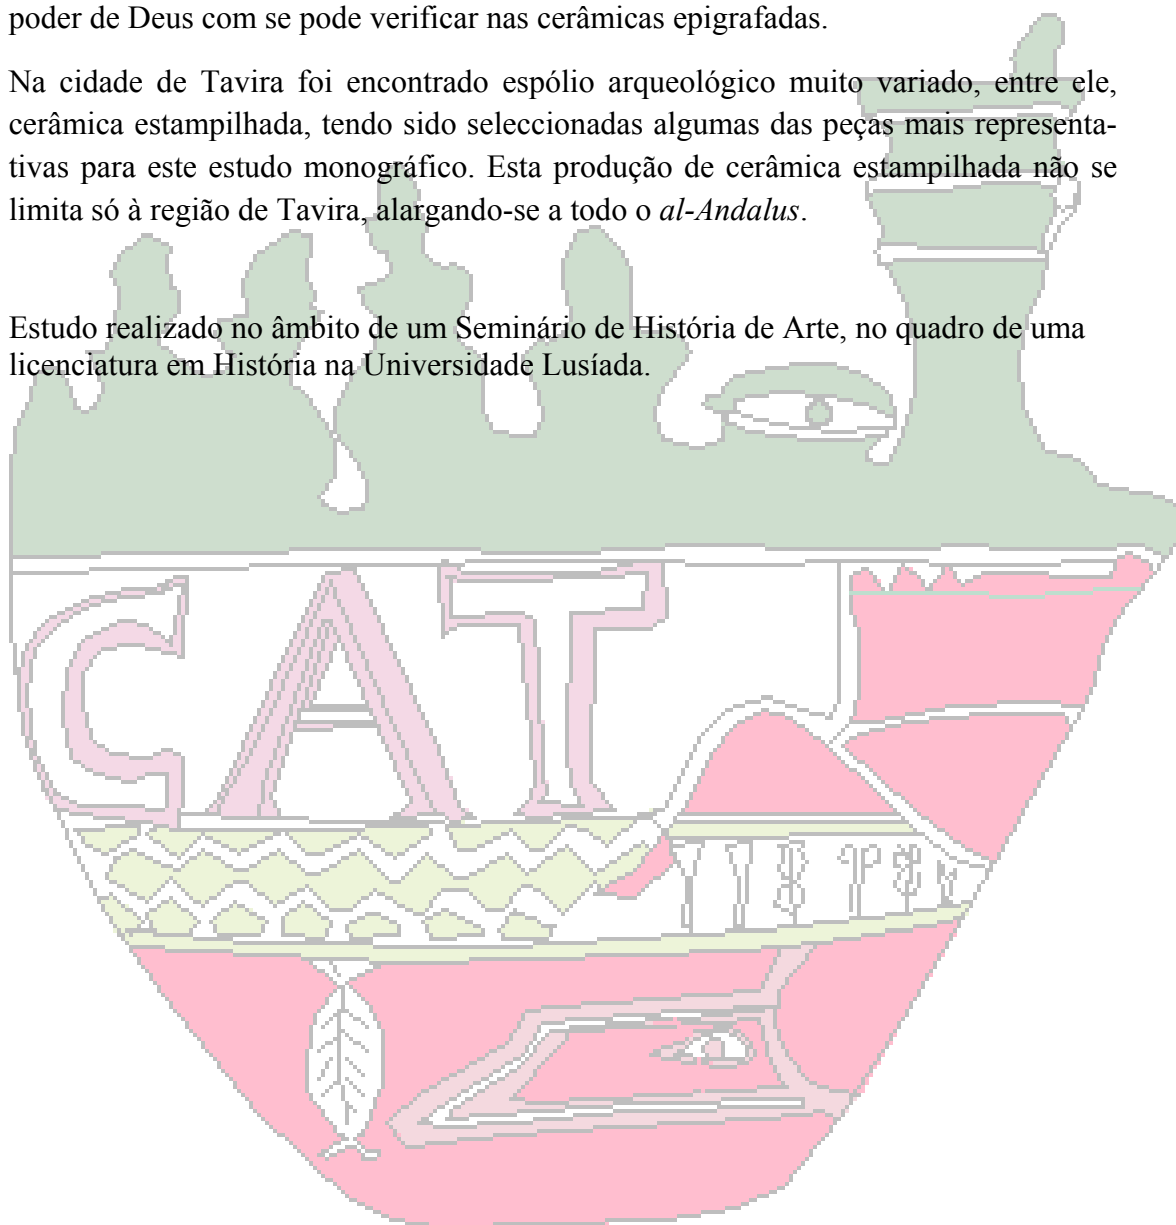 poder de Deus com se pode verificar nas cerâmicas epigrafadas.
Na cidade de Tavira foi encontrado espólio arqueológico muito variado, entre ele,
cerâmica estampilhada, tendo sido seleccionadas algumas das peças mais representa-
tivas para este estudo monográfico. Esta produção de cerâmica estampilhada não se
limita só à região de Tavira, alargando-se a todo o al-Andalus.
Estudo realizado no âmbito de um Seminário de História de Arte, no quadro de uma
licenciatura em História na Universidade Lusíada.
CAT